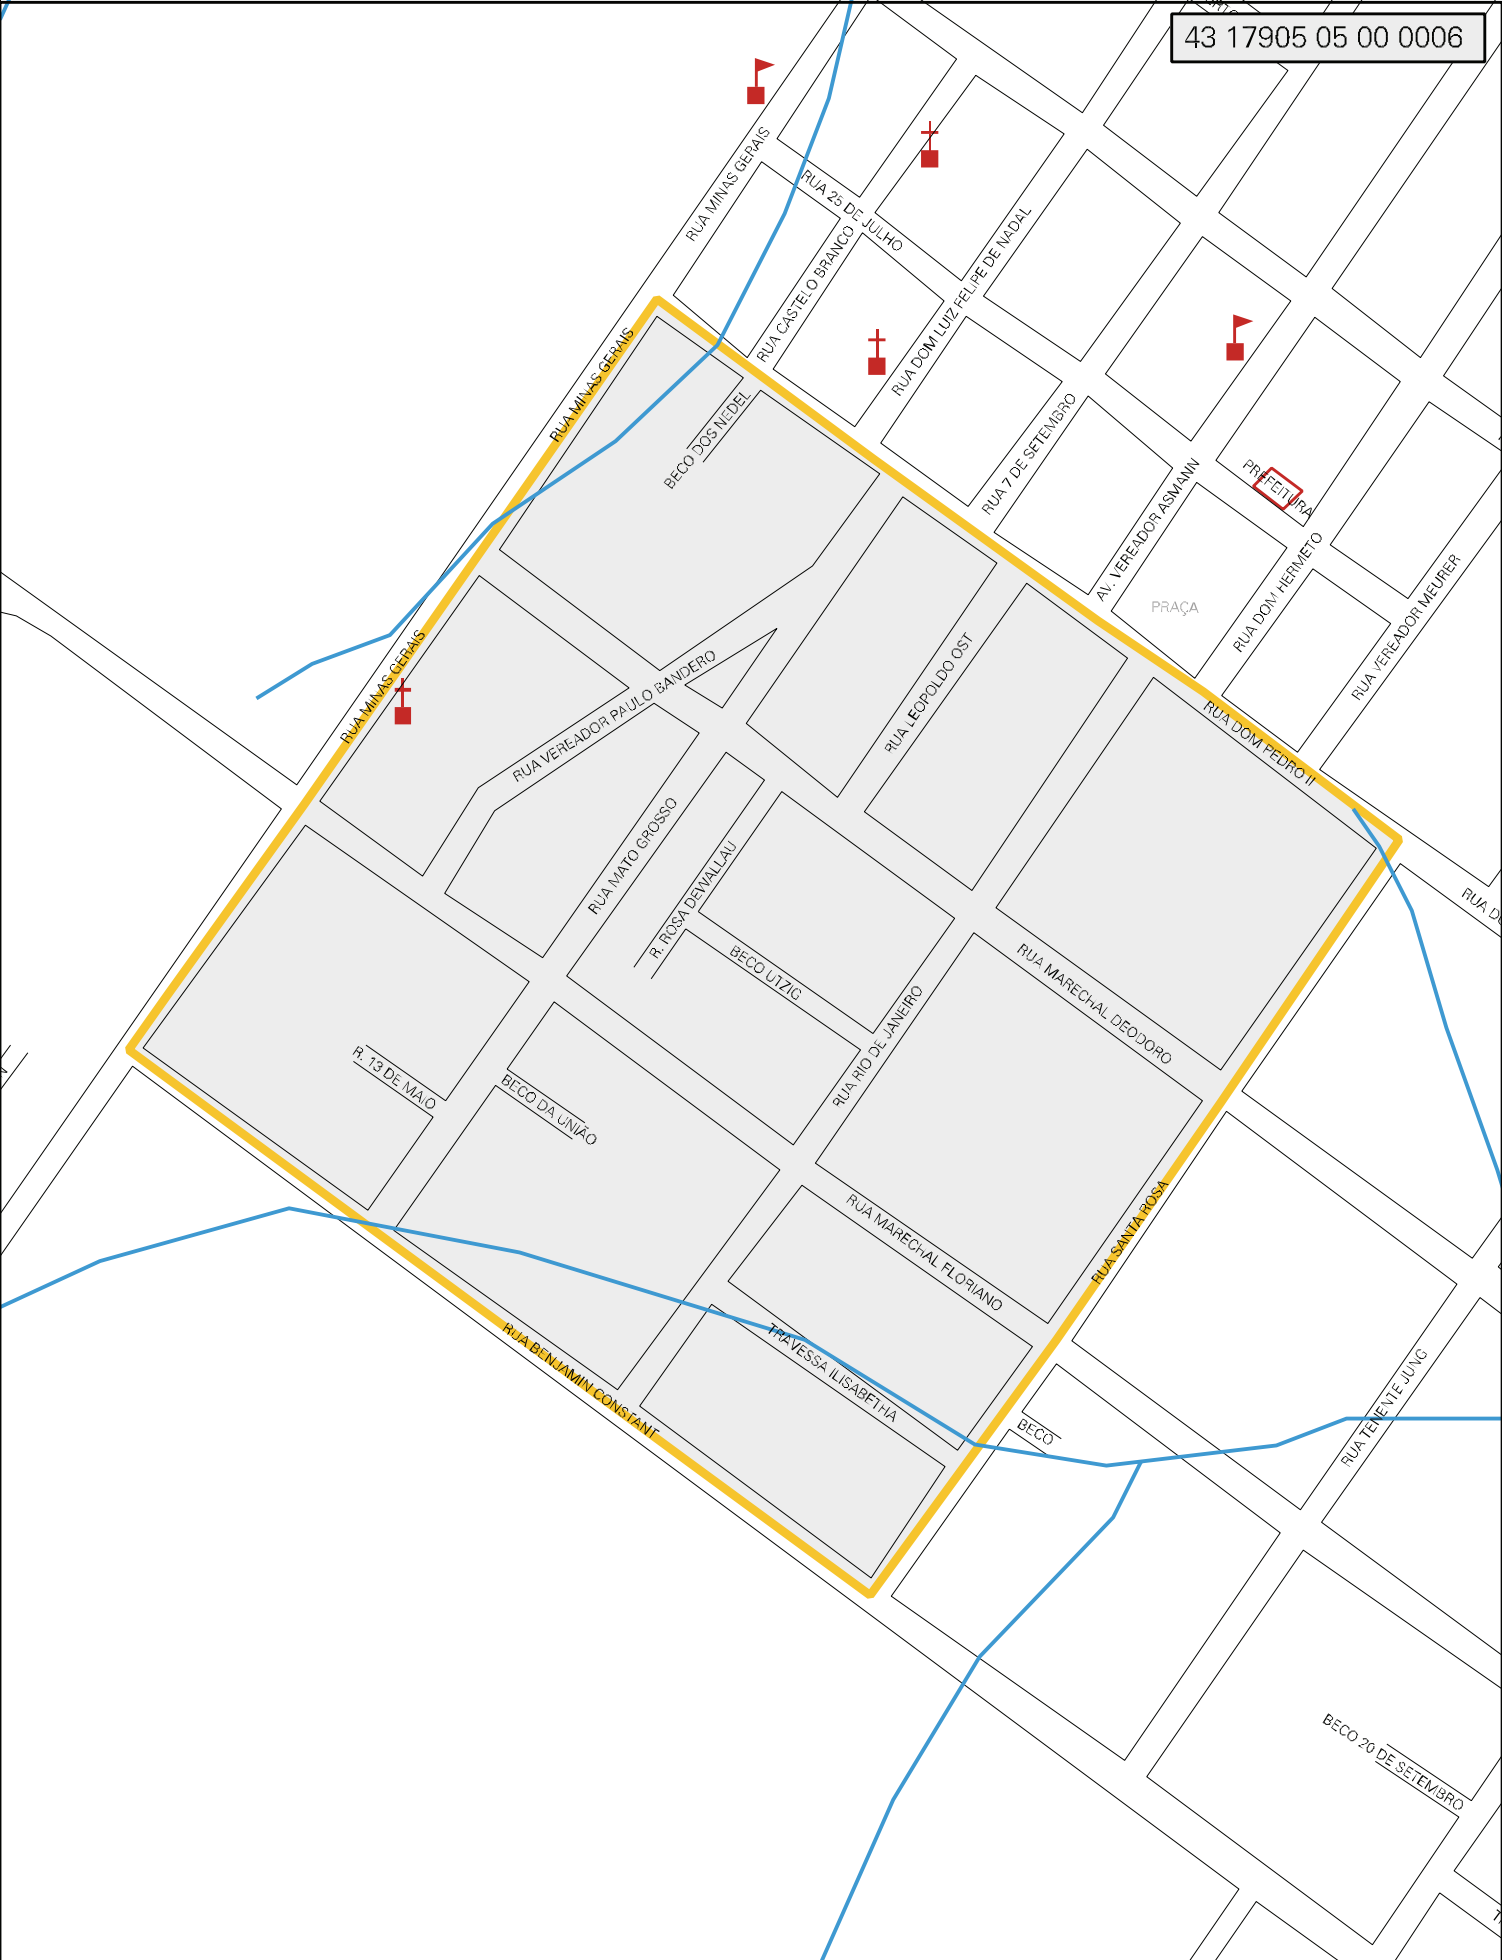 43 17905 05 00 0006
RUA MINAS GERAIS
RUA 25 DE JULHO
RUA CASTELO BRANCO
RUA DOM LUIZ FELIPE DE NADAL
RUA MINAS GERAIS
BECO DOS NEDEL
RUA 7 DE SETEMBRO
AV. VEREADOR ASMANN
PREFEITURA
PRAÇA
RUA DOM HERMETO
RUA VEREADOR MEURER
RUA MINAS GERAIS
RUA VEREADOR PAULO BANDERO
RUA LEOPOLDO OST
RUA DOM PEDRO II
RUA MATO GROSSO
R. ROSA DEWALLAU
BECO UTZIG
RUA MARECHAL DEODORO
RUA RIO DE JANEIRO
R. 13 DE MAIO
BECO DA UNIÃO
RUA MARECHAL FLORIANO
RUA SANTA ROSA
TRAVESSA ILISABETHA
RUA BENJAMIN CONSTANT
BECO
RUA TENENTE JUNG
BECO 20 DE SETEMBRO
RUA